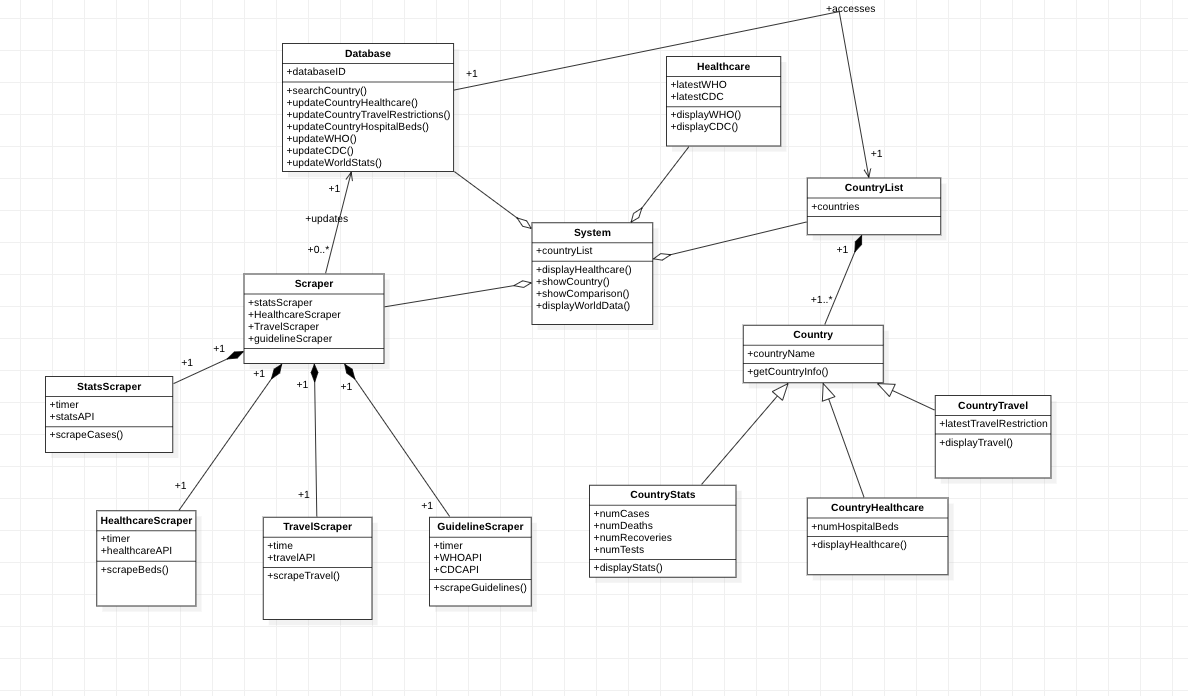 +accesses
Database
+databaseID
+searchCountry()
+updateCountryHealthcare()
+updateCountryTravelRestrictions()
+updateCountryHospitalBeds()
+updateWHO()
+updateCDC()
+updateWorldStats()
+1
Healthcare
+latestWHO
+latestCDC
+displayWHO()
+displayCDC()
+1
CountryList
+countries
+1
+updates
+0..*
System
+countryList
+displayHealthcare()
+showCountry()
+showComparison()
+displayWorldData()
+1
+1..*
Scraper
+statsScraper
+HealthcareScraper
+TravelScraper
+guidelineScraper
Country
+countryName
+getCountryInfo()
+1
+1
+1
+1
+1
StatsScraper
+timer
+statsAPI
+scrapeCases()
CountryTravel
+latestTravelRestriction
+displayTravel()
+1
+1
+1
CountryStats
+numCases
+numDeaths
+numRecoveries
+numTests
+displayStats()
CountryHealthcare
+numHospitalBeds
+displayHealthcare()
HealthcareScraper
+timer
+healthcareAPI
+scrapeBeds()
TravelScraper
+time
+travelAPI
+scrapeTravel()
GuidelineScraper
+timer
+WHOAPI
+CDCAPI
+scrapeGuidelines()